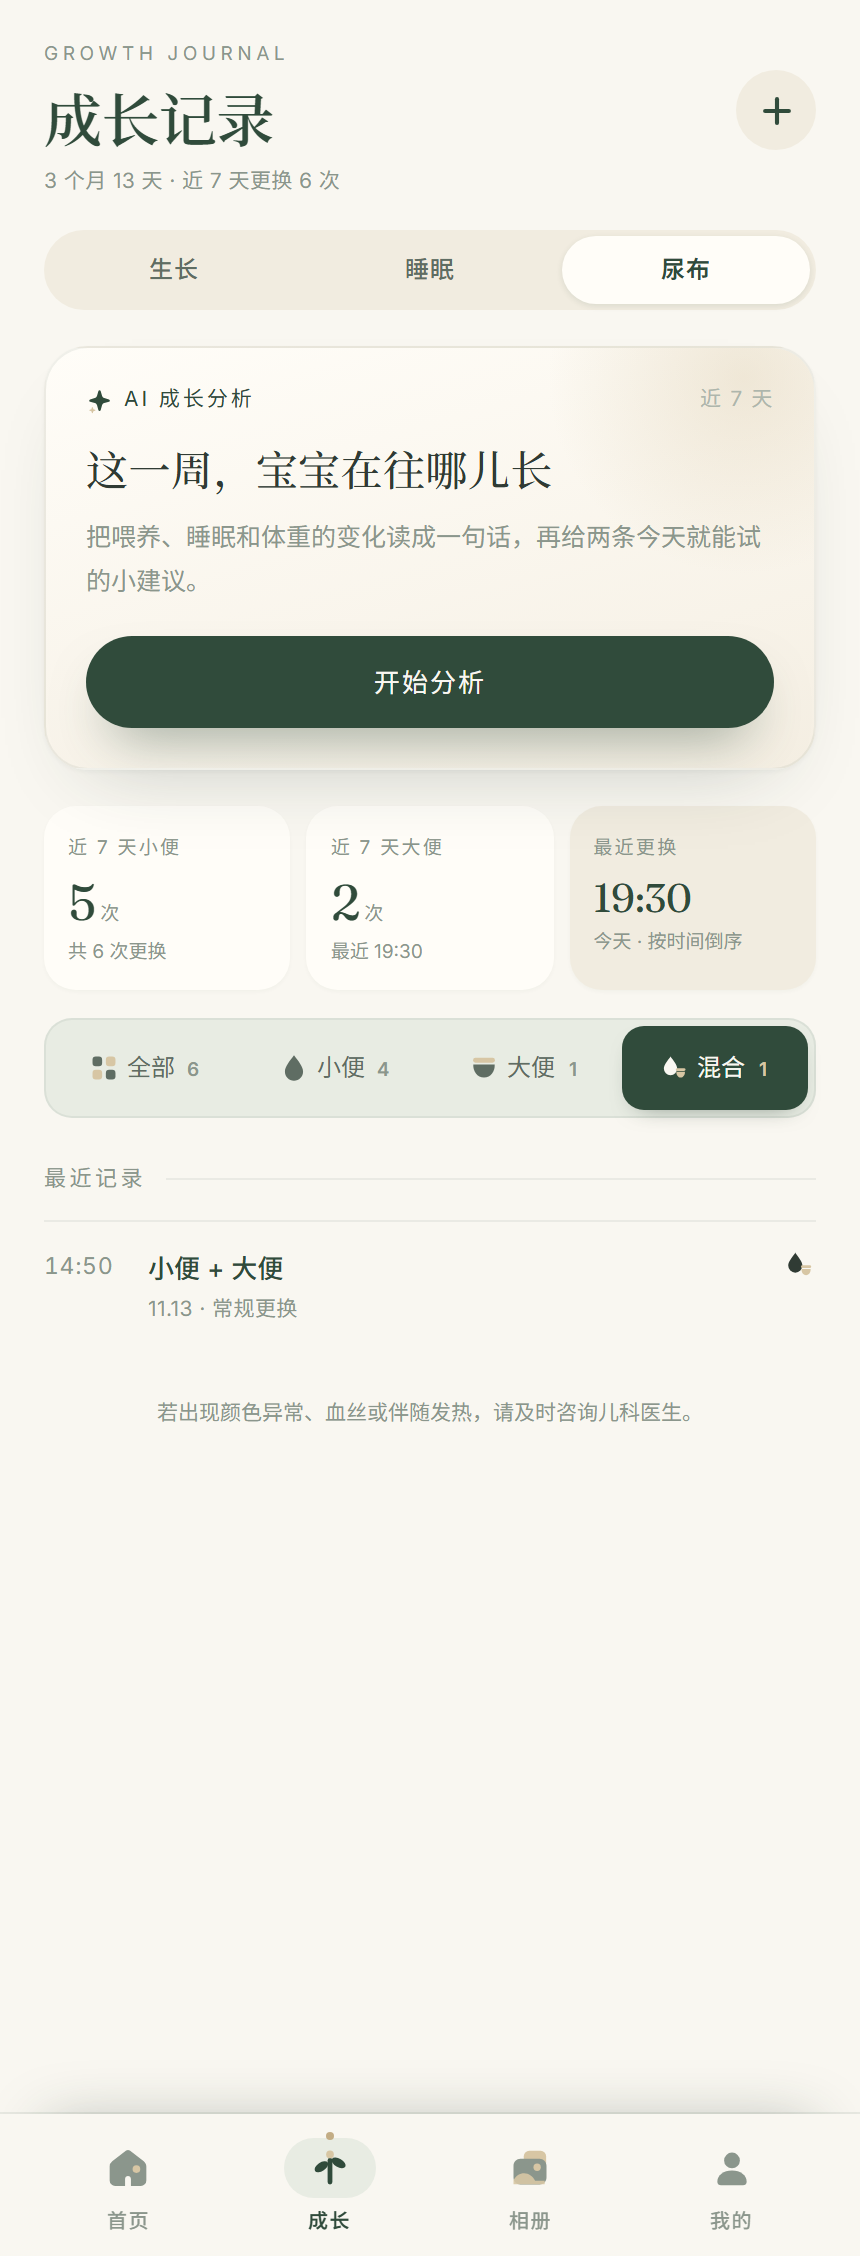 GROWTH JOURNAL
成长记录
3 个月 13 天 · 近 7 天更换 6 次
生长
睡眠
尿布
AI 成长分析
近 7 天
这一周，宝宝在往哪儿长
把喂养、睡眠和体重的变化读成一句话，再给两条今天就能试
的小建议。
开始分析
近 7 天小便
5 次
共 6 次更换
近 7 天大便
2 次
最近 19:30
最近更换
19:30
今天 · 按时间倒序
全部 6
小便 4
大便 1
混合 1
最近记录
14:50
小便 + 大便
11.13 · 常规更换
若出现颜色异常、血丝或伴随发热，请及时咨询儿科医生。
首页
成长
相册
我的